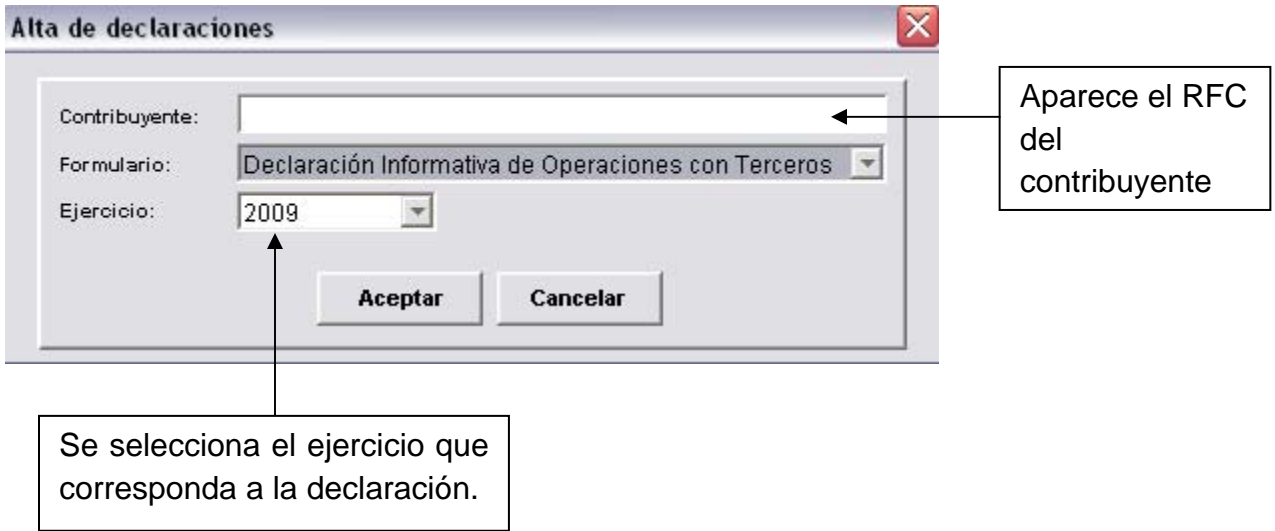 Alta de declaraciones
Contribuyente:
Aparece el RFC
del
contribuyente
Formulario: Declaración Informativa de Operaciones con Terceros
Ejercicio: 2009
Aceptar Cancelar
Se selecciona el ejercicio que
corresponda a la declaración.